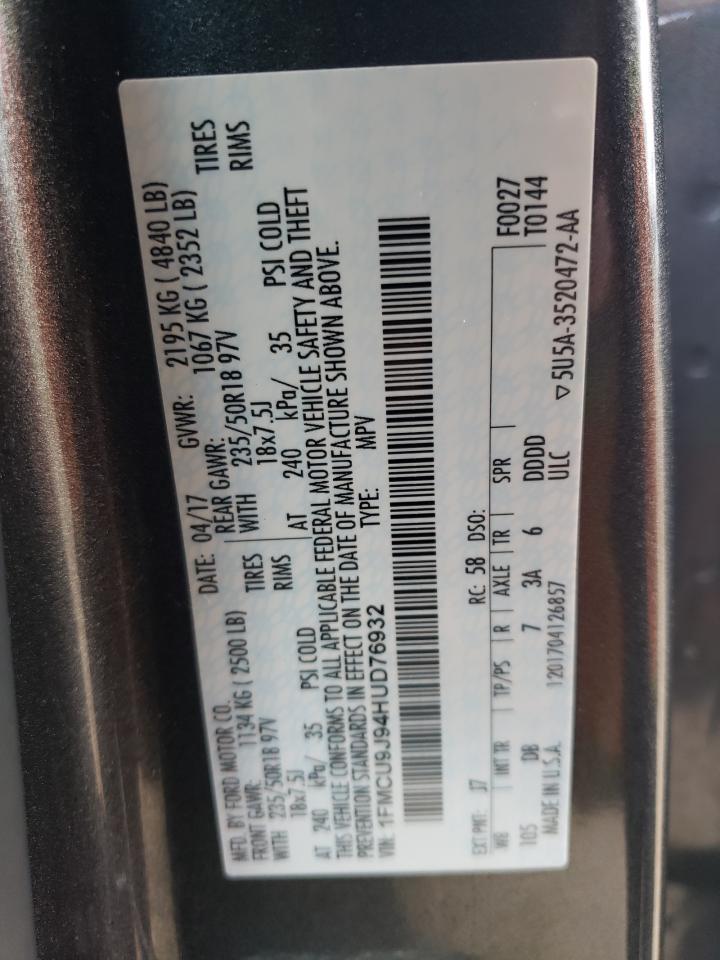 MFD. BY FORD MOTOR CO.
DATE: 04/17 GVWR: 2195 KG ( 4840 LB)
FRONT GAWR: 1134 KG ( 2500 LB)
REAR GAWR: 1067 KG ( 2352 LB)
WITH 235/50R18 97V TIRES
WITH 235/50R18 97V TIRES
18x7.5J RIMS
18x7.5J RIMS
AT 240 kPa/ 35 PSI COLD
AT 240 kPa/ 35 PSI COLD
THIS VEHICLE CONFORMS TO ALL APPLICABLE FEDERAL MOTOR VEHICLE SAFETY AND THEFT
PREVENTION STANDARDS IN EFFECT ON THE DATE OF MANUFACTURE SHOWN ABOVE.
VIN: 1FMCU9J94HUD76932 TYPE: MPV
F0027
T0144
EXT PNT: J7 RC: 58 DSO:
WB INT TR TP/PS R AXLE TR SPR
105 DB 7 3A 6 DDDD
ULC
MADE IN U.S.A. 1201704126857
▽5U5A-3520472-AA